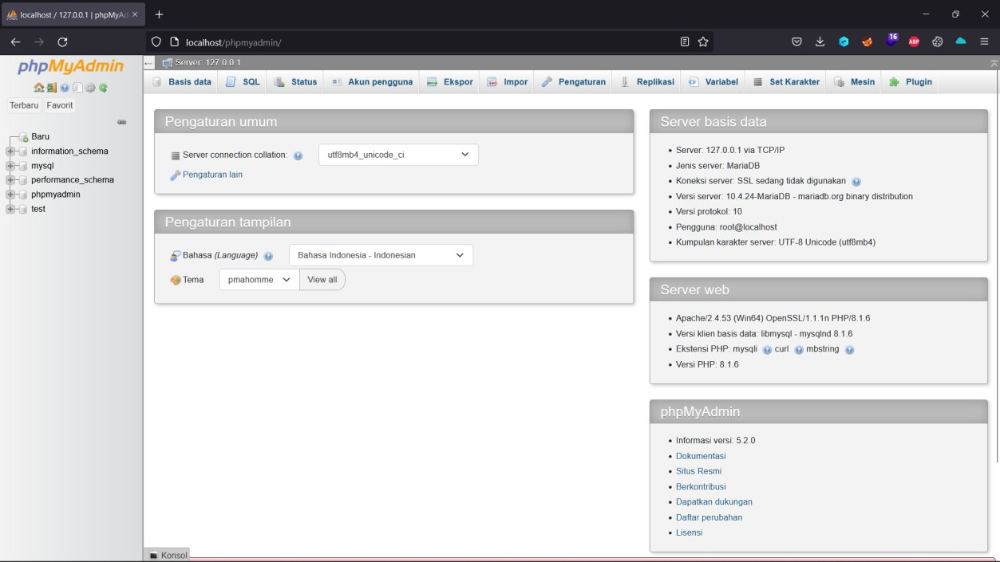 localhost / 127.0.0.1 | phpMyAd
localhost/phpmyadmin/
16
ABP
phpMyAdmin
Terbaru Favorit
Baru
information_schema
mysql
performance_schema
phpmyadmin
test
Server: 127.0.0.1
Basis data SQL Status Akun pengguna Ekspor Impor Pengaturan Replikasi Variabel Set Karakter Mesin Plugin
Pengaturan umum
Server connection collation: utf8mb4_unicode_ci
Pengaturan lain
Pengaturan tampilan
Bahasa (Language) Bahasa Indonesia - Indonesian
Tema pmahomme View all
Server basis data
• Server: 127.0.0.1 via TCP/IP
• Jenis server: MariaDB
• Koneksi server: SSL sedang tidak digunakan
• Versi server: 10.4.24-MariaDB - mariadb.org binary distribution
• Versi protokol: 10
• Pengguna: root@localhost
• Kumpulan karakter server: UTF-8 Unicode (utf8mb4)
Server web
• Apache/2.4.53 (Win64) OpenSSL/1.1.1n PHP/8.1.6
• Versi klien basis data: libmysql - mysqlnd 8.1.6
• Ekstensi PHP: mysqli curl mbstring
• Versi PHP: 8.1.6
phpMyAdmin
• Informasi versi: 5.2.0
• Dokumentasi
• Situs Resmi
• Berkontribusi
• Dapatkan dukungan
• Daftar perubahan
• Lisensi
Konsol